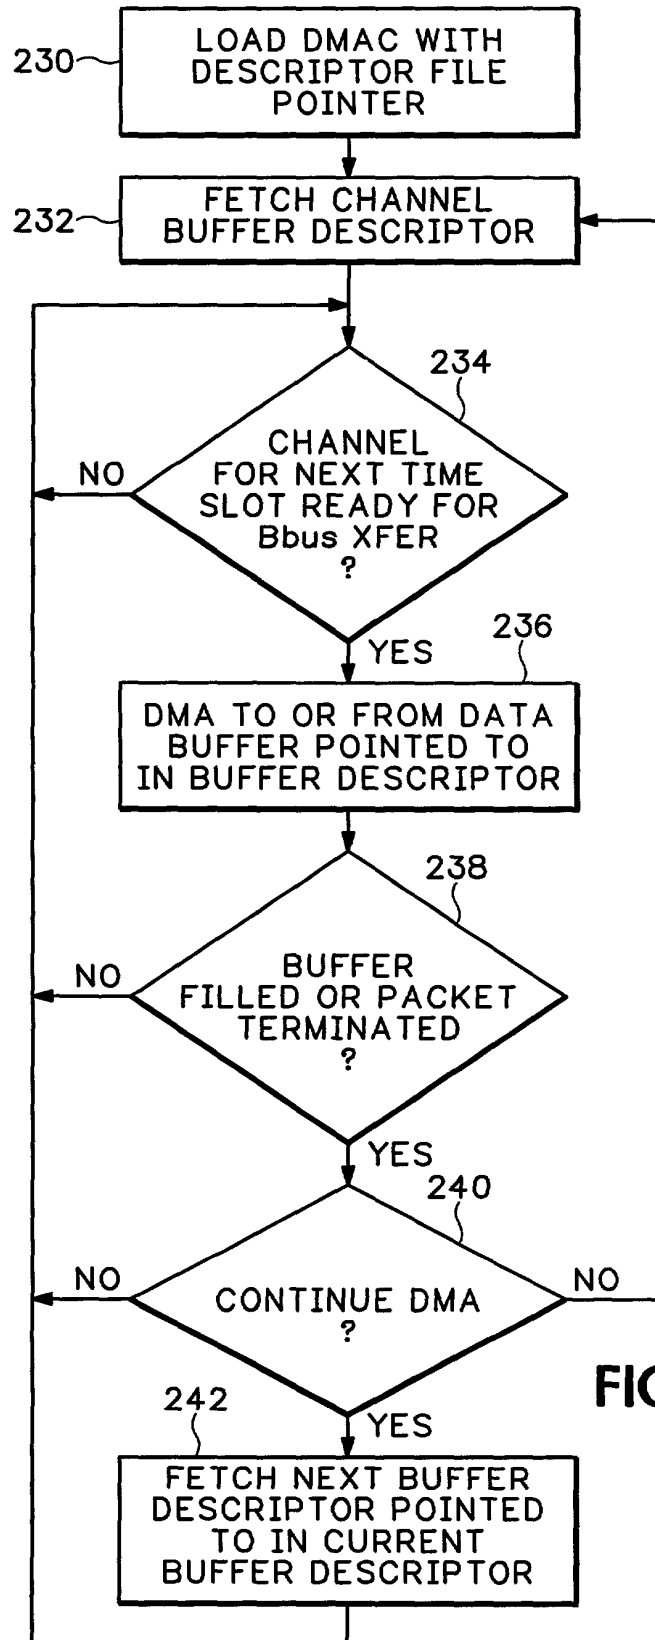 230
LOAD DMAC WITH
DESCRIPTOR FILE
POINTER
232
FETCH CHANNEL
BUFFER DESCRIPTOR
234
CHANNEL
FOR NEXT TIME
SLOT READY FOR
Bbus XFER
?
NO
YES
236
DMA TO OR FROM DATA
BUFFER POINTED TO
IN BUFFER DESCRIPTOR
238
BUFFER
FILLED OR PACKET
TERMINATED
?
NO
YES
240
NO
CONTINUE DMA
?
NO
FIG
YES
242
FETCH NEXT BUFFER
DESCRIPTOR POINTED
TO IN CURRENT
BUFFER DESCRIPTOR